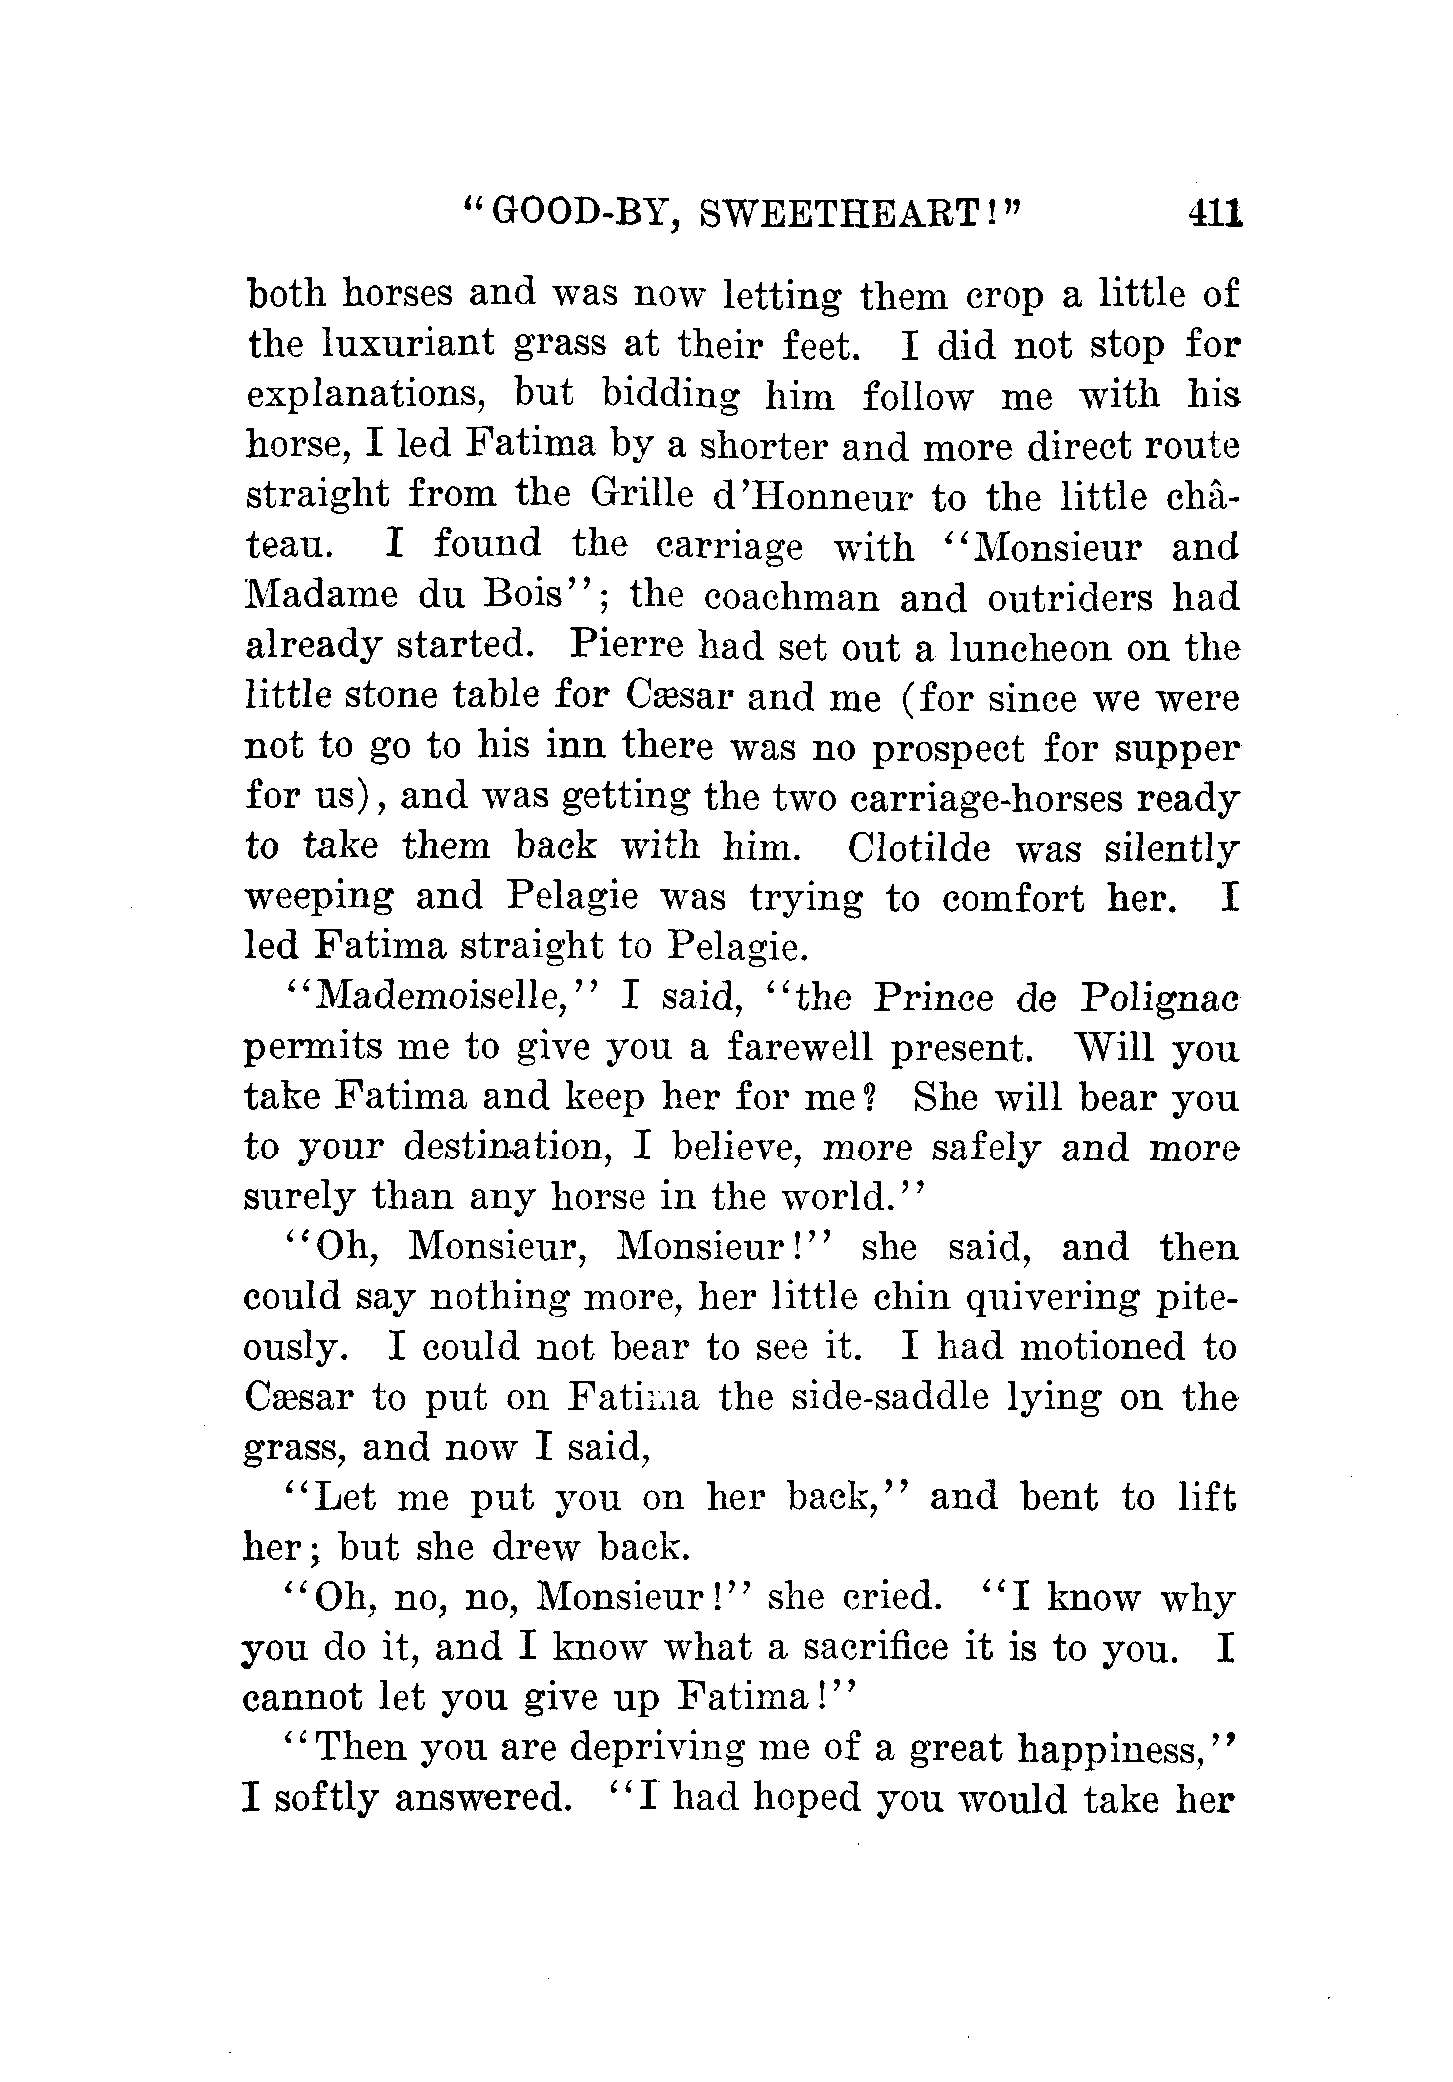 "GOOD-BY, SWEETHEART!" 411
both horses and was now letting them crop a little of
the luxuriant grass at their feet. I did not stop for
explanations, but bidding him follow me with his
horse, I led Fatima by a shorter and more direct route
straight from the Grille d'Honneur to the little châ-
teau. I found the carriage with "Monsieur and
Madame du Bois"; the coachman and outriders had
already started. Pierre had set out a luncheon on the
little stone table for Cæsar and me (for since we were
not to go to his inn there was no prospect for supper
for us), and was getting the two carriage-horses ready
to take them back with him. Clotilde was silently
weeping and Pelagie was trying to comfort her. I
led Fatima straight to Pelagie.
"Mademoiselle," I said, "the Prince de Polignac
permits me to give you a farewell present. Will you
take Fatima and keep her for me? She will bear you
to your destination, I believe, more safely and more
surely than any horse in the world."
"Oh, Monsieur, Monsieur!" she said, and then
could say nothing more, her little chin quivering pite-
ously. I could not bear to see it. I had motioned to
Cæsar to put on Fatima the side-saddle lying on the
grass, and now I said,
"Let me put you on her back," and bent to lift
her; but she drew back.
"Oh, no, no, Monsieur!" she cried. "I know why
you do it, and I know what a sacrifice it is to you. I
cannot let you give up Fatima!"
"Then you are depriving me of a great happiness,"
I softly answered. "I had hoped you would take her